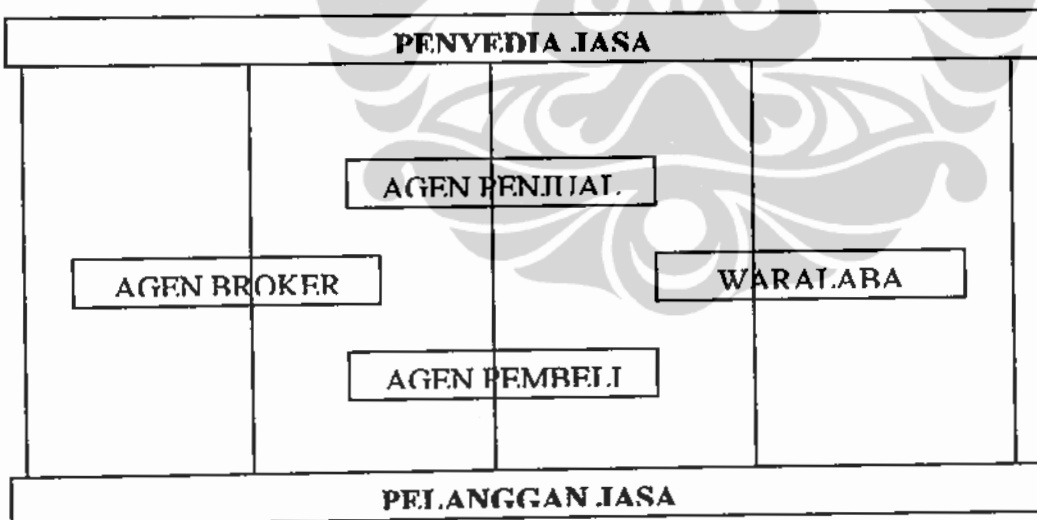 PENYEDIA JASA
AGEN PENJUAL
AGEN BROKER
WARALABA
AGEN PEMBELI
PELANGGAN JASA